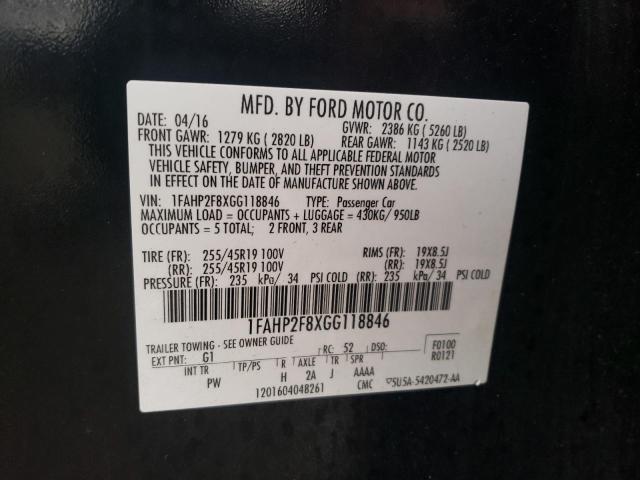 MFD. BY FORD MOTOR CO.
DATE: 04/16 GVWR: 2386 KG ( 5260 LB)
FRONT GAWR: 1279 KG ( 2820 LB) REAR GAWR: 1143 KG ( 2520 LB)
THIS VEHICLE CONFORMS TO ALL APPLICABLE FEDERAL MOTOR
VEHICLE SAFETY, BUMPER, AND THEFT PREVENTION STANDARDS
IN EFFECT ON THE DATE OF MANUFACTURE SHOWN ABOVE.
VIN: 1FAHP2F8XGG118846 TYPE: Passenger Car
MAXIMUM LOAD = OCCUPANTS + LUGGAGE = 430KG/ 950LB
OCCUPANTS = 5 TOTAL; 2 FRONT, 3 REAR
TIRE (FR): 255/45R19 100V RIMS (FR): 19X8.5J
(RR): 255/45R19 100V (RR): 19X8.5J
PRESSURE (FR): 235 kPa/ 34 PSI COLD (RR): 235 kPa/ 34 PSI COLD
1FAHP2F8XGG118846
TRAILER TOWING - SEE OWNER GUIDE
EXT PNT: G1 RC: 52 DSO: F0100
R0121
INT TR TP/PS R AXLE TR SPR
PW H 2A J AAAA
1201604048261 CMC ▽5U5A-5420472-AA